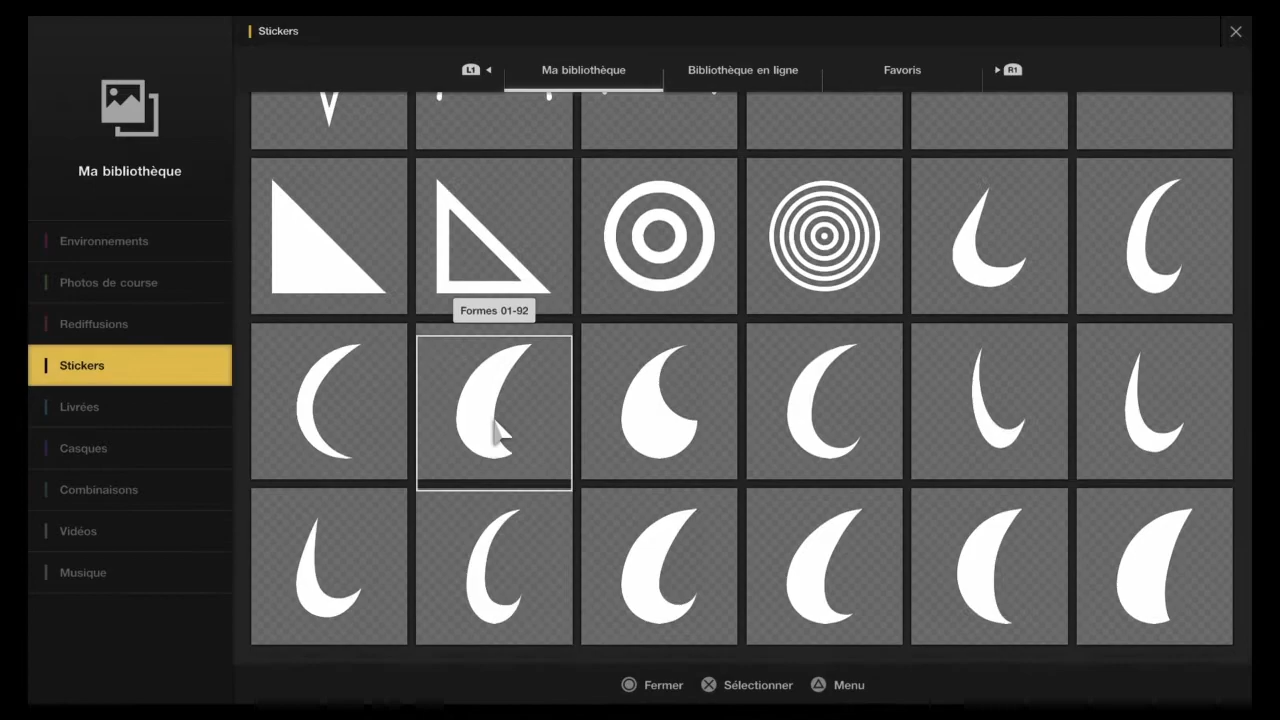 Stickers
L1 Ma bibliothèque Bibliothèque en ligne Favoris R1
Ma bibliothèque
Environnements
Photos de course
Rediffusions
Stickers
Livrées
Casques
Combinaisons
Vidéos
Musique
Formes 01-92
Fermer Sélectionner Menu